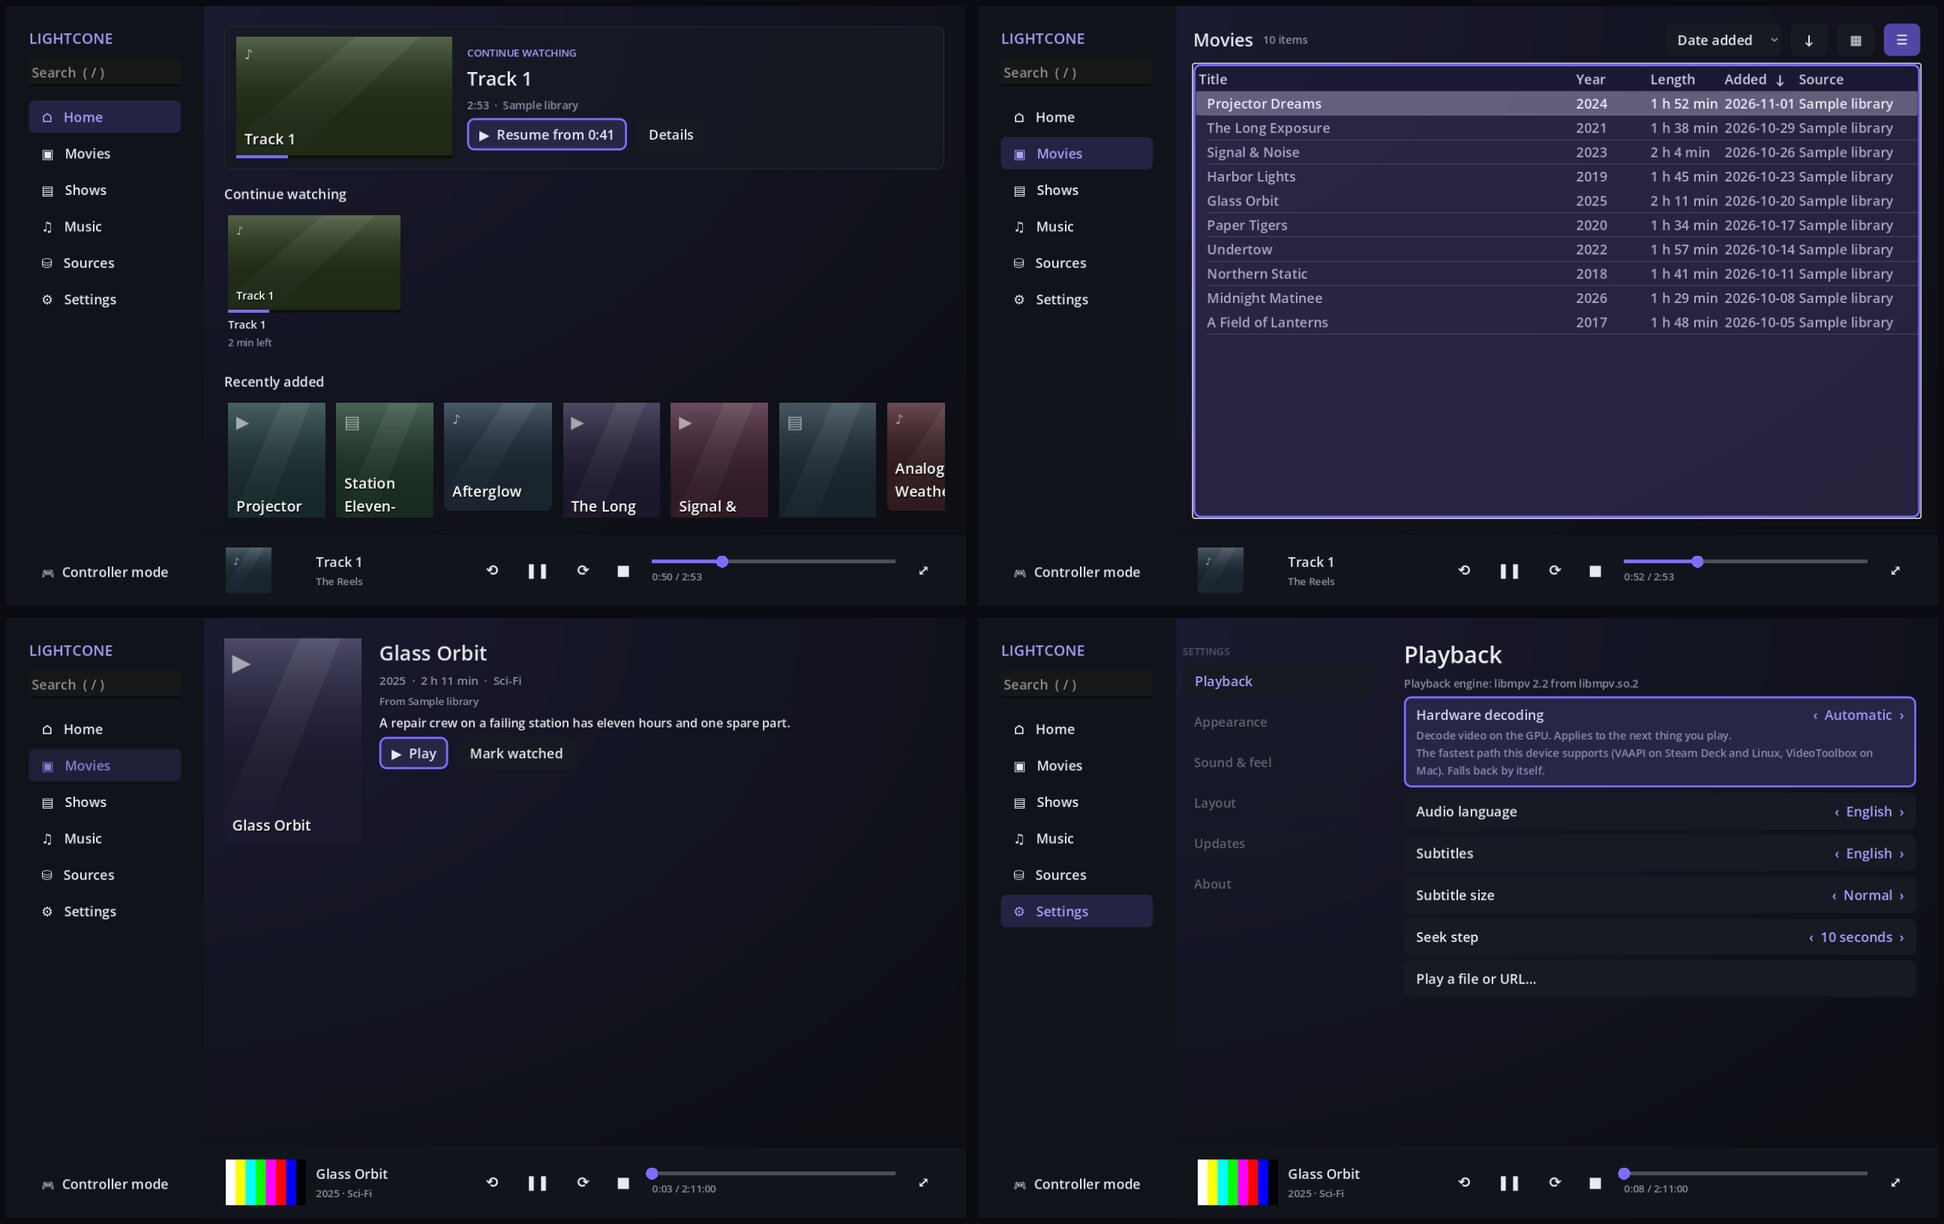 LIGHTCONE
Search ( / )
Home
Movies
Shows
Music
Sources
Settings
Controller mode
Track 1
CONTINUE WATCHING
Track 1
2:53 · Sample library
Resume from 0:41
Details
Continue watching
Track 1
Track 1
2 min left
Recently added
Projector
Station
Eleven-
Afterglow
The Long
Signal &
Analog
Weathe
Track 1
The Reels
0:50 / 2:53
LIGHTCONE
Search ( / )
Home
Movies
Shows
Music
Sources
Settings
Controller mode
Movies 10 items
Date added
Title Year Length Added ↓ Source
Projector Dreams 2024 1 h 52 min 2026-11-01 Sample library
The Long Exposure 2021 1 h 38 min 2026-10-29 Sample library
Signal & Noise 2023 2 h 4 min 2026-10-26 Sample library
Harbor Lights 2019 1 h 45 min 2026-10-23 Sample library
Glass Orbit 2025 2 h 11 min 2026-10-20 Sample library
Paper Tigers 2020 1 h 34 min 2026-10-17 Sample library
Undertow 2022 1 h 57 min 2026-10-14 Sample library
Northern Static 2018 1 h 41 min 2026-10-11 Sample library
Midnight Matinee 2026 1 h 29 min 2026-10-08 Sample library
A Field of Lanterns 2017 1 h 48 min 2026-10-05 Sample library
Track 1
The Reels
0:52 / 2:53
LIGHTCONE
Search ( / )
Home
Movies
Shows
Music
Sources
Settings
Controller mode
Glass Orbit
Glass Orbit
2025 · 2 h 11 min · Sci-Fi
From Sample library
A repair crew on a failing station has eleven hours and one spare part.
Play
Mark watched
Glass Orbit
2025 · Sci-Fi
0:03 / 2:11:00
LIGHTCONE
Search ( / )
Home
Movies
Shows
Music
Sources
Settings
Controller mode
SETTINGS
Playback
Appearance
Sound & feel
Layout
Updates
About
Playback
Playback engine: libmpv 2.2 from libmpv.so.2
Hardware decoding ‹ Automatic ›
Decode video on the GPU. Applies to the next thing you play.
The fastest path this device supports (VAAPI on Steam Deck and Linux, VideoToolbox on
Mac). Falls back by itself.
Audio language ‹ English ›
Subtitles ‹ English ›
Subtitle size ‹ Normal ›
Seek step ‹ 10 seconds ›
Play a file or URL...
Glass Orbit
2025 · Sci-Fi
0:08 / 2:11:00